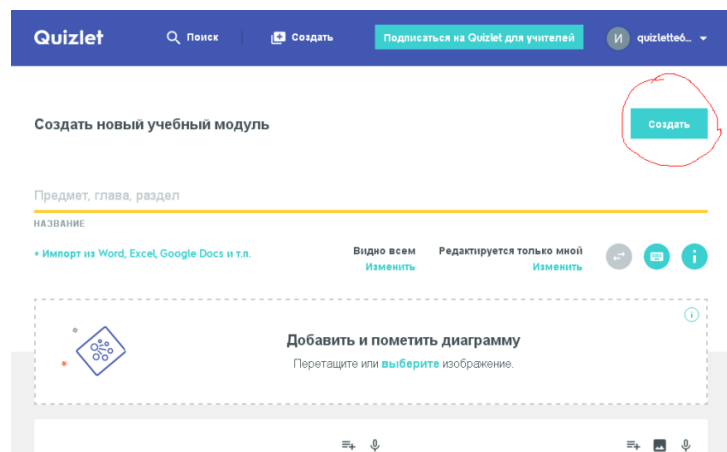 Quizlet Поиск Создать Подписаться на Quizlet для учителей И quizlette6...
Создать новый учебный модуль Создать
Предмет, глава, раздел
НАЗВАНИЕ
+ Импорт из Word, Excel, Google Docs и т.п. Видно всем Редактируется только мной
Изменить Изменить
Добавить и пометить диаграмму
Перетащите или выберите изображение.